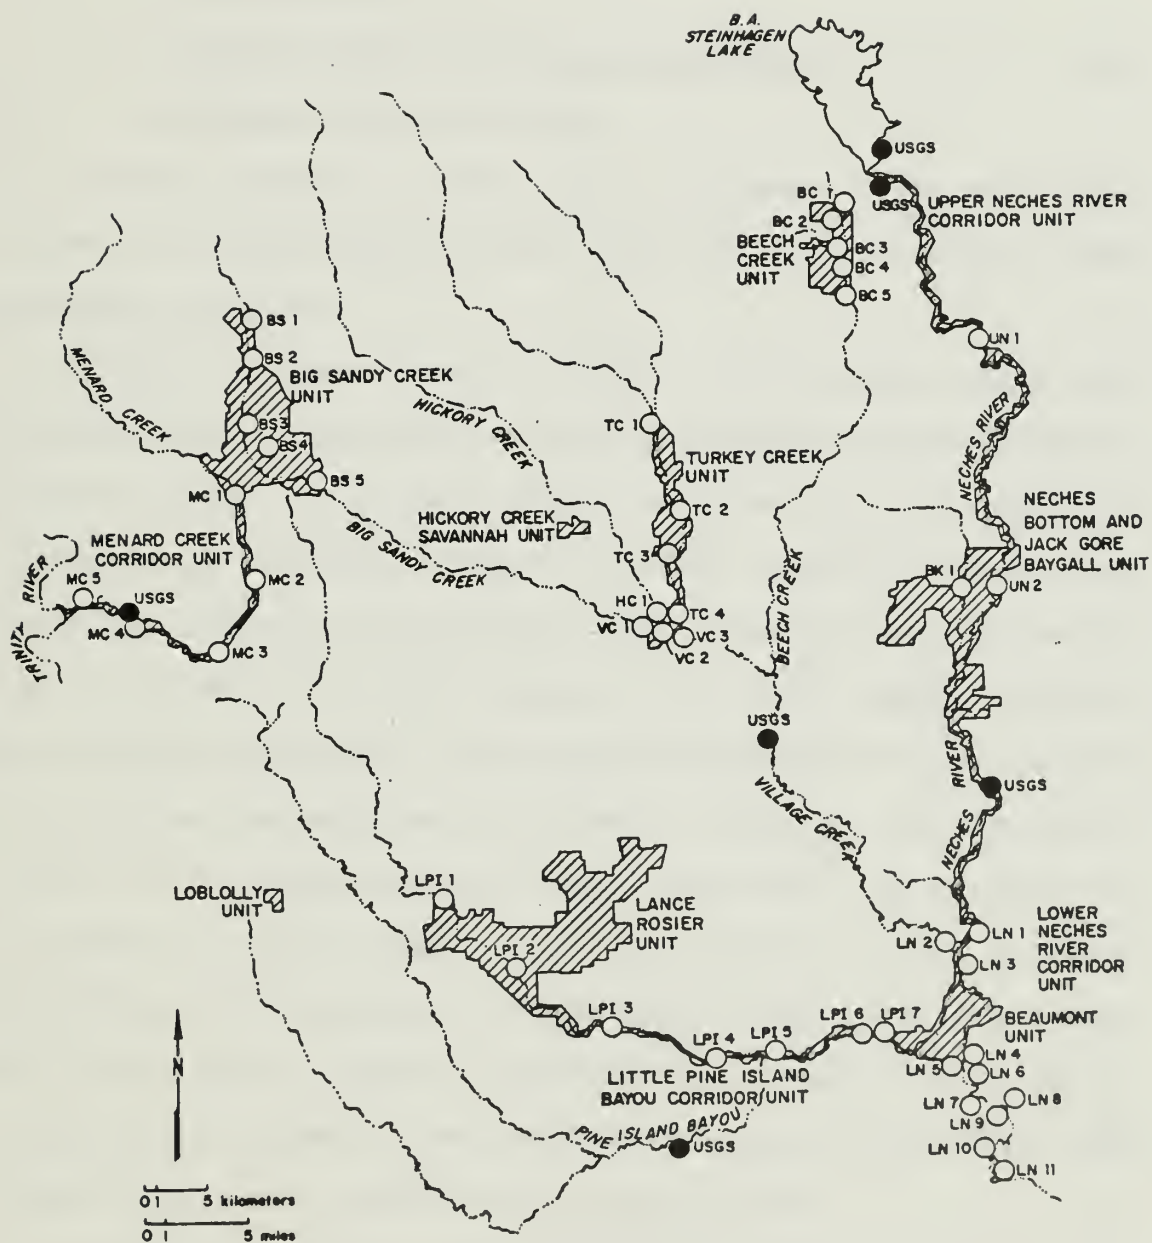 B.A.
STEINHAGEN
LAKE
USGS
USGS
UPPER NECHES RIVER
CORRIDOR UNIT
BC 1
BC 2
BEECH
CREEK
UNIT
BC 3
BC 4
BC 5
UN 1
BS 1
BS 2
BIG SANDY CREEK
UNIT
BS 3
BS 4
BS 5
MENARD CREEK
HICKORY CREEK
TC 1
TURKEY CREEK
UNIT
TC 2
TC 3
NECHES RIVER
NECHES
BOTTOM AND
JACK GORE
BAYGALL UNIT
BK 1
UN 2
MC 1
MENARD CREEK
CORRIDOR UNIT
MC 2
MC 5
USGS
MC 4
MC 3
TRINITY
RIVER
BIG SANDY CREEK
HICKORY CREEK
SAVANNAH UNIT
HC 1
TC 4
VC 1
VC 3
VC 2
BEECH CREEK
USGS
VILLAGE CREEK
NECHES
RIVER
USGS
LOBLOLLY
UNIT
LPI 1
LPI 2
LANCE
ROSIER
UNIT
LN 1
LN 2
LN 3
LOWER
NECHES
RIVER
CORRIDOR
UNIT
LPI 3
LPI 4
LPI 5
LPI 6
LPI 7
BEAUMONT
UNIT
LITTLE PINE ISLAND
BAYOU CORRIDOR UNIT
LN 4
LN 5
LN 6
LN 7
LN 8
LN 9
LN 10
LN 11
PINE ISLAND BAYOU
USGS
N
0 1 5 kilometers
0 1 5 miles